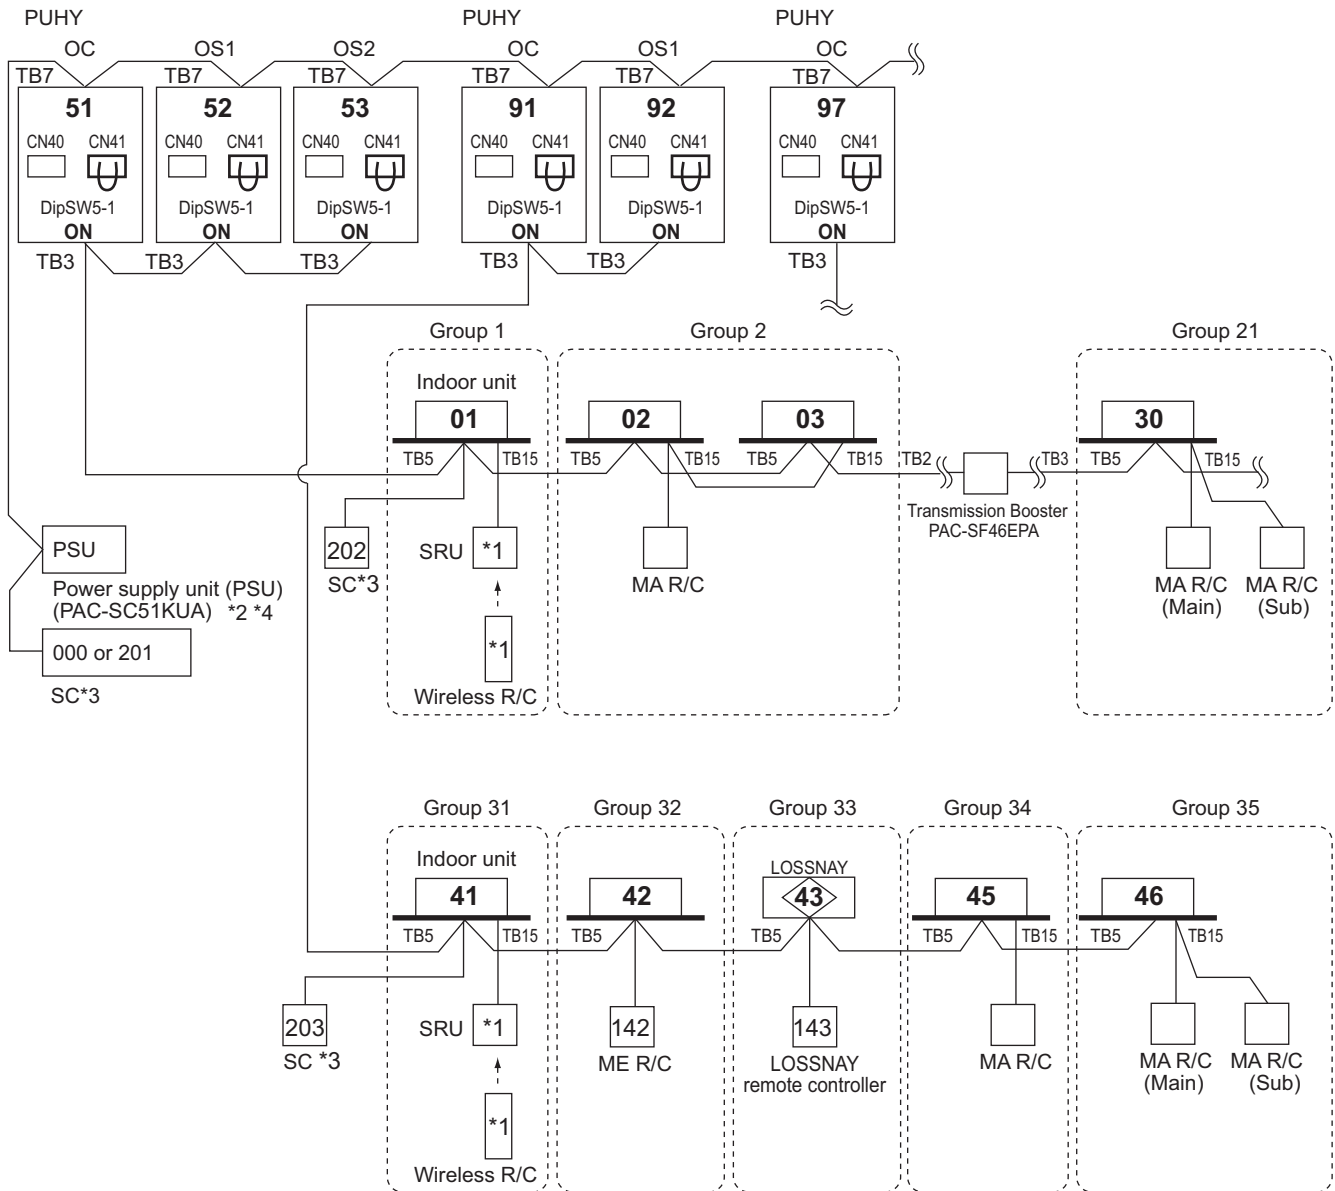 PUHY PUHY PUHY
OC OS1 OS2 OC OS1 OC
TB7 TB7 TB7 TB7 TB7 TB7
51 52 53 91 92 97
CN40 CN41 CN40 CN41 CN40 CN41 CN40 CN41 CN40 CN41 CN40 CN41
DipSW5-1 DipSW5-1 DipSW5-1 DipSW5-1 DipSW5-1 DipSW5-1
ON ON ON ON ON ON
TB3 TB3 TB3 TB3 TB3 TB3
Group 1 Group 2 Group 21
Indoor unit
01 02 03 30
TB5 TB15 TB5 TB15 TB5 TB15 TB2 TB3 TB5 TB15
Transmission Booster
PAC-SF46EPA
202 SRU *1
SC*3 MA R/C MA R/C MA R/C
(Main) (Sub)
PSU
Power supply unit (PSU)
(PAC-SC51KUA) *2 *4
000 or 201
SC*3
*1
Wireless R/C
Group 31 Group 32 Group 33 Group 34 Group 35
Indoor unit LOSSNAY
41 42 43 45 46
TB5 TB15 TB5 TB5 TB5 TB15 TB5 TB15
203 SRU *1 142 143
SC *3 ME R/C LOSSNAY MA R/C MA R/C MA R/C
remote controller (Main) (Sub)
*1
Wireless R/C